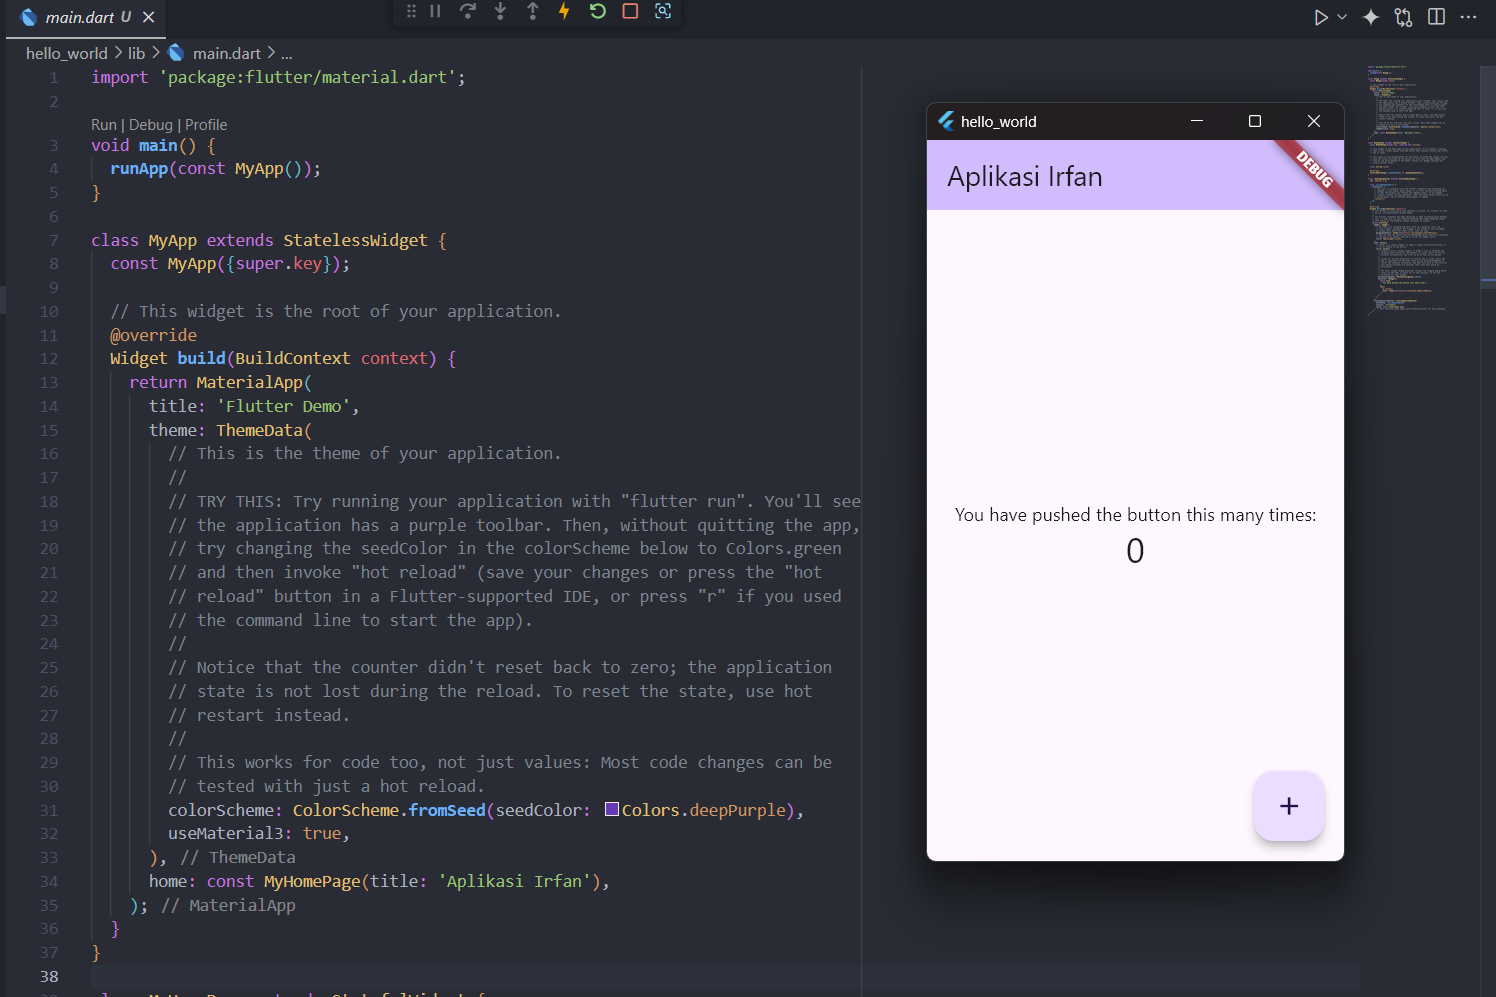 main.dart U
hello_world > lib > main.dart > ...
1 import 'package:flutter/material.dart';
2
Run | Debug | Profile
3 void main() {
4 runApp(const MyApp());
5 }
6
7 class MyApp extends StatelessWidget {
8 const MyApp({super.key});
9
10 // This widget is the root of your application.
11 @override
12 Widget build(BuildContext context) {
13 return MaterialApp(
14 title: 'Flutter Demo',
15 theme: ThemeData(
16 // This is the theme of your application.
17 //
18 // TRY THIS: Try running your application with "flutter run". You'll see
19 // the application has a purple toolbar. Then, without quitting the app,
20 // try changing the seedColor in the colorScheme below to Colors.green
21 // and then invoke "hot reload" (save your changes or press the "hot
22 // reload" button in a Flutter-supported IDE, or press "r" if you used
23 // the command line to start the app).
24 //
25 // Notice that the counter didn't reset back to zero; the application
26 // state is not lost during the reload. To reset the state, use hot
27 // restart instead.
28 //
29 // This works for code too, not just values: Most code changes can be
30 // tested with just a hot reload.
31 colorScheme: ColorScheme.fromSeed(seedColor: Colors.deepPurple),
32 useMaterial3: true,
33 ), // ThemeData
34 home: const MyHomePage(title: 'Aplikasi Irfan'),
35 ); // MaterialApp
36 }
37 }
38
hello_world
Aplikasi Irfan
DEBUG
You have pushed the button this many times:
0
+